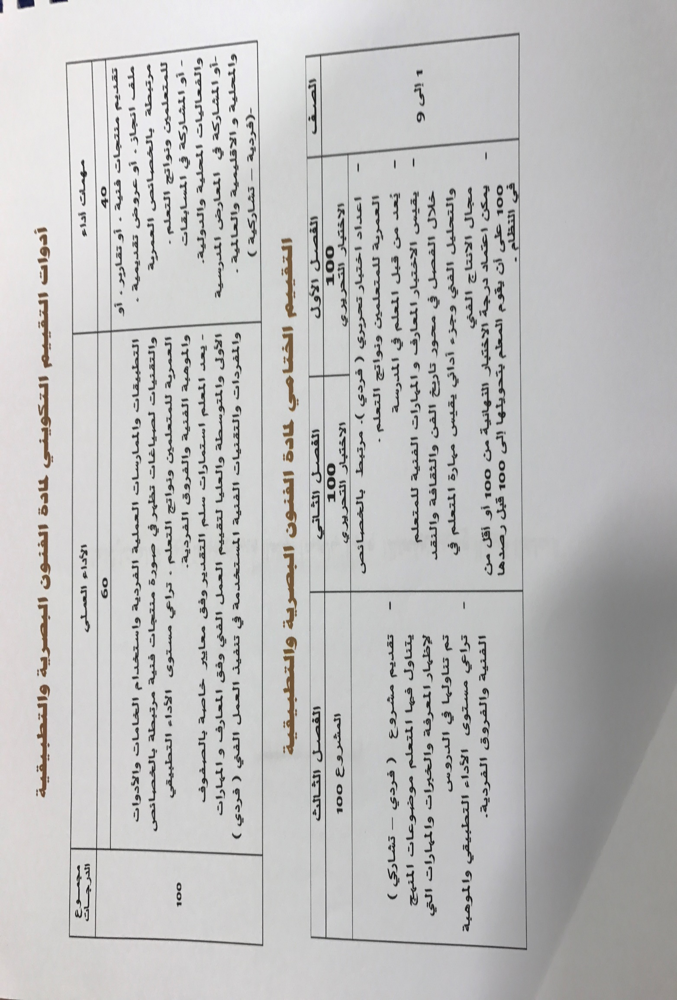 أدوات التقييم التكويني لمادة الفنون البصرية والتطبيقية
مهمات أداء
الأداء العملي
مجموع
الدرجات
40
60
تقديم منتجات فنية ، أو تقارير ، أو
ملف انجاز ، أو عروض تقديمية .
مرتبطة بالخصائص العمرية
للمتعلمين ونواتج التعلم .
- أو المشاركة في المسابقات
والفعاليات المحلية والدولية.
-أو المشاركة في المعارض المدرسية
والمحلية و الاقليمية والعالمية .
-(فردية – تشاركية )
التطبيقات والممارسات العملية الفردية واستخدام الخامات والأدوات
والتقنيات لصياغات تظهر في صورة منتجات فنية مرتبطة بالخصائص
العمرية للمتعلمين ونواتج التعلم ، تراعي مستوى الأداء التطبيقي
والموهبة الفنية والفروق الفردية.
- يعد المعلم استمارات سلم التقدير وفق معايير خاصة بالصفوف
الأولى والمتوسطة والعليا لتقييم العمل الفني وفق المعارف و المهارات
والمفردات والتقنيات الفنية المستخدمة في تنفيذ العمل الفني ( فردي )
100
التقييم الختامي لمادة الفنون البصرية والتطبيقية
الصف
الفصل الأول
الفصل الثاني
الفصل الثالث
100
الاختبار التحريري
100
الاختبار التحريري
المشروع 100
1 إلى 9
- اعداد اختبار تحريري ( فردي )، مرتبط بالخصائص
العمرية للمتعلمين ونواتج التعلم .
- يُعد من قبل المعلم في المدرسة
- يقيس الاختبار المعارف و المهارات الفنية للمتعلم
خلال الفصل في محور تاريخ الفن والثقافة والنقد
والتحليل الفني وجزء أدائي يقيس مهارة المتعلم في
مجال الانتاج الفني
- يمكن اعتماد درجة الاختبار النهائية من 100 أو أقل من
100 على أن يقوم المعلم بتحويلها إلى 100 قبل رصدها
في النظام .
- تقديم مشروع ( فردي – تشاركي )
يتناول فيها المتعلم موضوعات المنهج
لإظهار المعرفة والخبرات والمهارات التي
تم تناولها في الدروس
- تراعي مستوى الأداء التطبيقي والموهبة
الفنية والفروق الفردية.